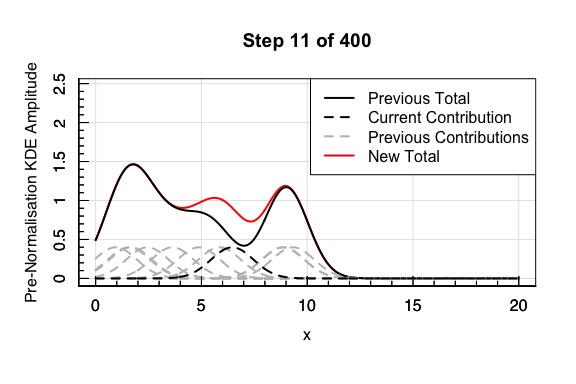 Step 11 of 400
Pre-Normalisation KDE Amplitude
2.5
2
1.5
1
0.5
0
Previous Total
Current Contribution
Previous Contributions
New Total
0 5 10 15 20
x